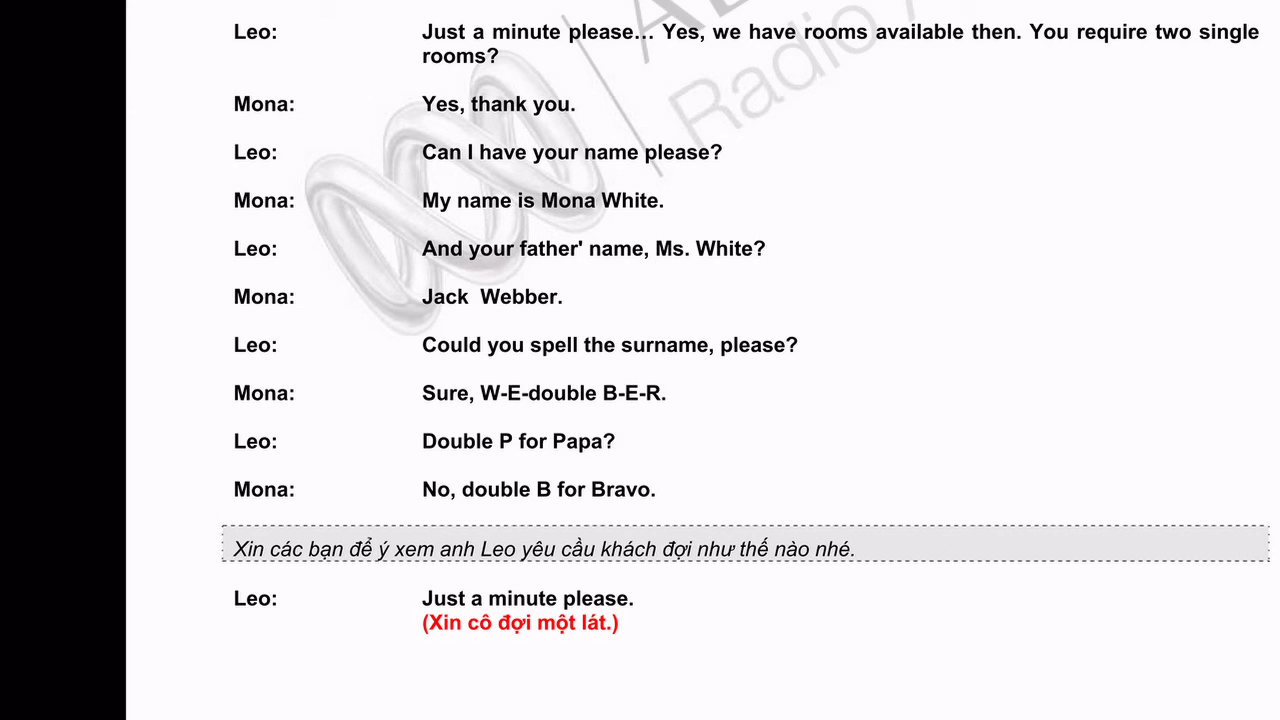 Leo: Just a minute please... Yes, we have rooms available then. You require two single
rooms?
Mona: Yes, thank you.
Leo: Can I have your name please?
Mona: My name is Mona White.
Leo: And your father' name, Ms. White?
Mona: Jack Webber.
Leo: Could you spell the surname, please?
Mona: Sure, W-E-double B-E-R.
Leo: Double P for Papa?
Mona: No, double B for Bravo.
Xin các bạn để ý xem anh Leo yêu cầu khách đợi như thế nào nhé.
Leo: Just a minute please.
(Xin cô đợi một lát.)
Radio